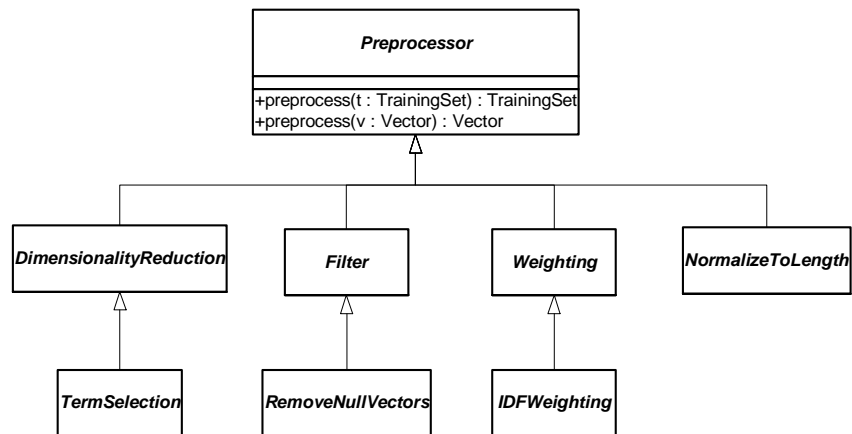 Preprocessor
+preprocess(t : TrainingSet) : TrainingSet
+preprocess(v : Vector) : Vector
DimensionalityReduction
Filter
Weighting
NormalizeToLength
TermSelection
RemoveNullVectors
IDFWeighting